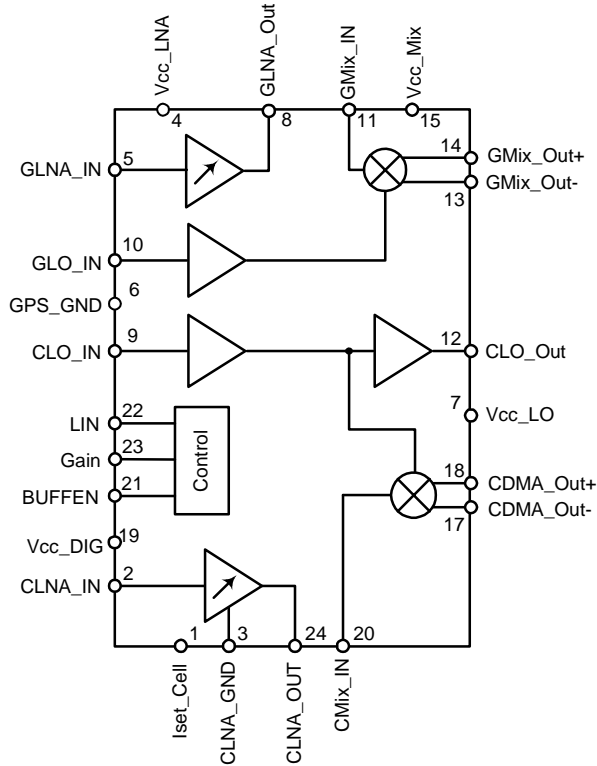 Vcc_LNA
GLNA_Out
GMix_IN
Vcc_Mix
4
8
11
15
GLNA_IN
5
14
GMix_Out+
GMix_Out-
13
10
GLO_IN
6
GPS_GND
9
CLO_IN
12
CLO_Out
7
Vcc_LO
LIN
22
Gain
23
BUFFEN
21
Control
18
CDMA_Out+
CDMA_Out-
17
Vcc_DIG
19
CLNA_IN
2
1
3
24
20
Iset_Cell
CLNA_GND
CLNA_OUT
CMix_IN